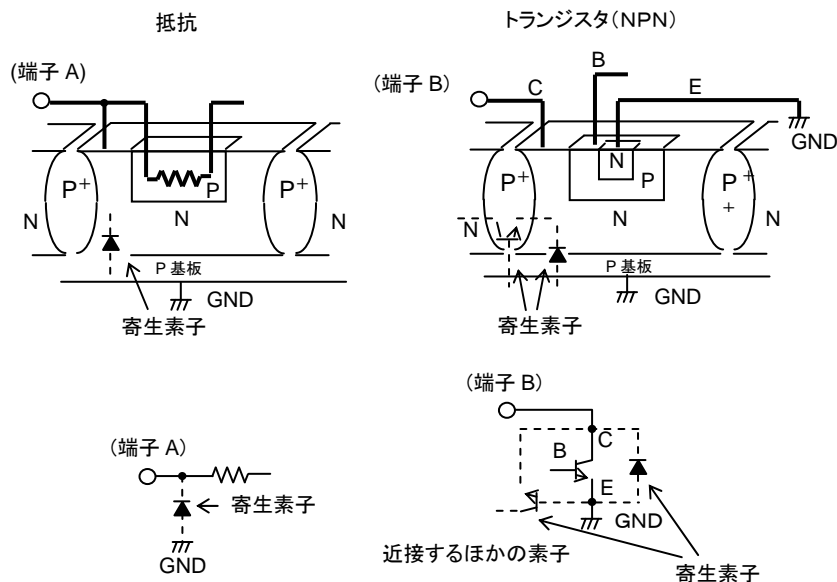 抵抗
トランジスタ(NPN)
(端子 A)
(端子 B)
C
B
E
GND
P+
P
P+
N
N
N
P 基板
GND
寄生素子
P+
N
P
P+
+
N
N
N
P 基板
GND
寄生素子
(端子 A)
寄生素子
GND
(端子 B)
C
B
E
GND
近接するほかの素子
寄生素子